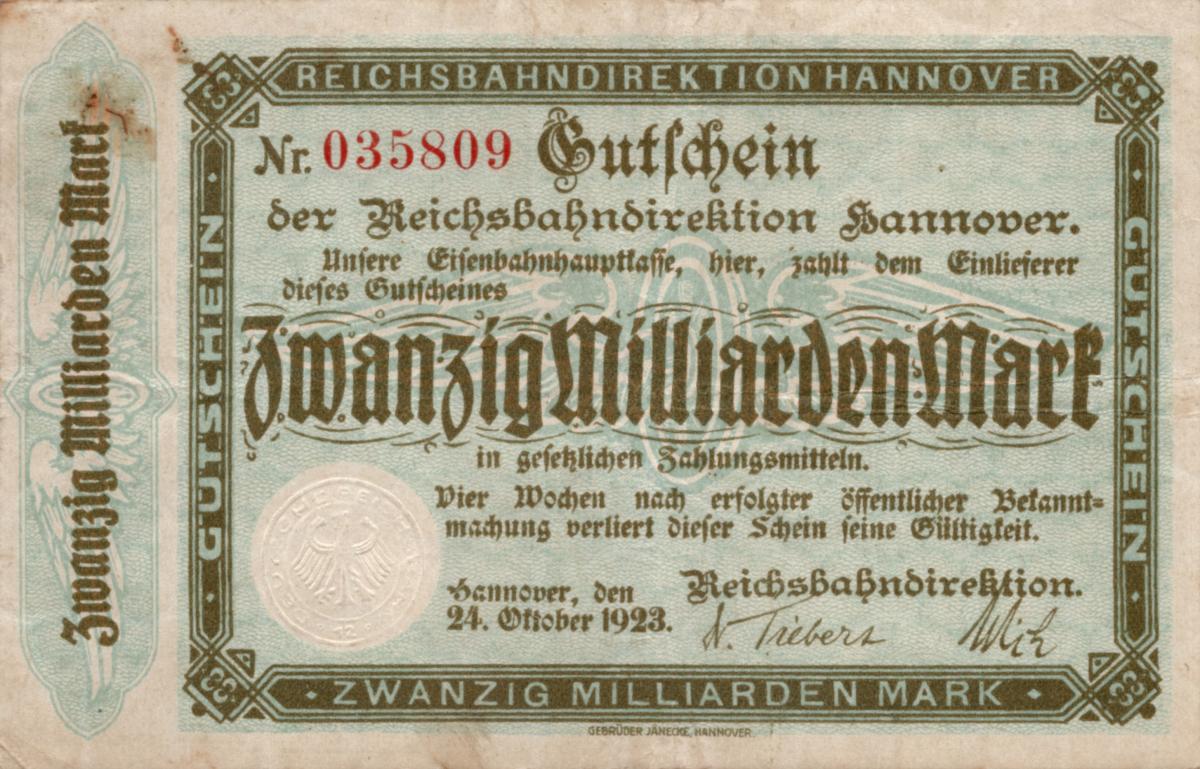 REICHSBAHNDIREKTION HANNOVER
Zwanzig Milliarden Mark
GUTSCHEIN
Nr. 035809 Gutschein
der Reichsbahndirektion Hannover.
Unsere Eisenbahnhauptkasse, hier, zahlt dem Einlieferer
dieses Gutscheines
Zwanzig Milliarden Mark
in gesetzlichen Zahlungsmitteln.
Vier Wochen nach erfolgter öffentlicher Bekannt-
machung verliert dieser Schein seine Gültigkeit.
Hannover, den
24. Oktober 1923.
Reichsbahndirektion.
GUTSCHEIN
· ZWANZIG MILLIARDEN MARK ·
GEBRÜDER JÄNECKE, HANNOVER.
12